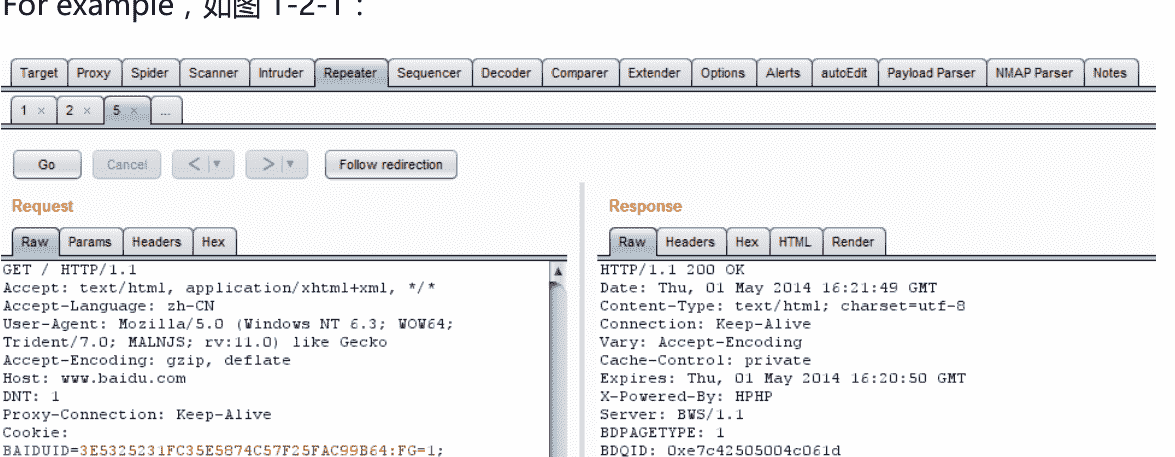 For example，如图 1-2-1：
Target Proxy Spider Scanner Intruder Repeater Sequencer Decoder Comparer Extender Options Alerts autoEdit Payload Parser NMAP Parser Notes
1 × 2 × 5 × ...
Go Cancel < > Follow redirection
Request
Raw Params Headers Hex
GET / HTTP/1.1
Accept: text/html, application/xhtml+xml, */*
Accept-Language: zh-CN
User-Agent: Mozilla/5.0 (Windows NT 6.3; WOW64;
Trident/7.0; MALNJS; rv:11.0) like Gecko
Accept-Encoding: gzip, deflate
Host: www.baidu.com
DNT: 1
Proxy-Connection: Keep-Alive
Cookie:
BAIDUID=3E5325231FC35E5874C57F25FAC99B64:FG=1;
Response
Raw Headers Hex HTML Render
HTTP/1.1 200 OK
Date: Thu, 01 May 2014 16:21:49 GMT
Content-Type: text/html; charset=utf-8
Connection: Keep-Alive
Vary: Accept-Encoding
Cache-Control: private
Expires: Thu, 01 May 2014 16:20:50 GMT
X-Powered-By: HPHP
Server: BWS/1.1
BDPAGETYPE: 1
BDQID: 0xe7c42505004c061d